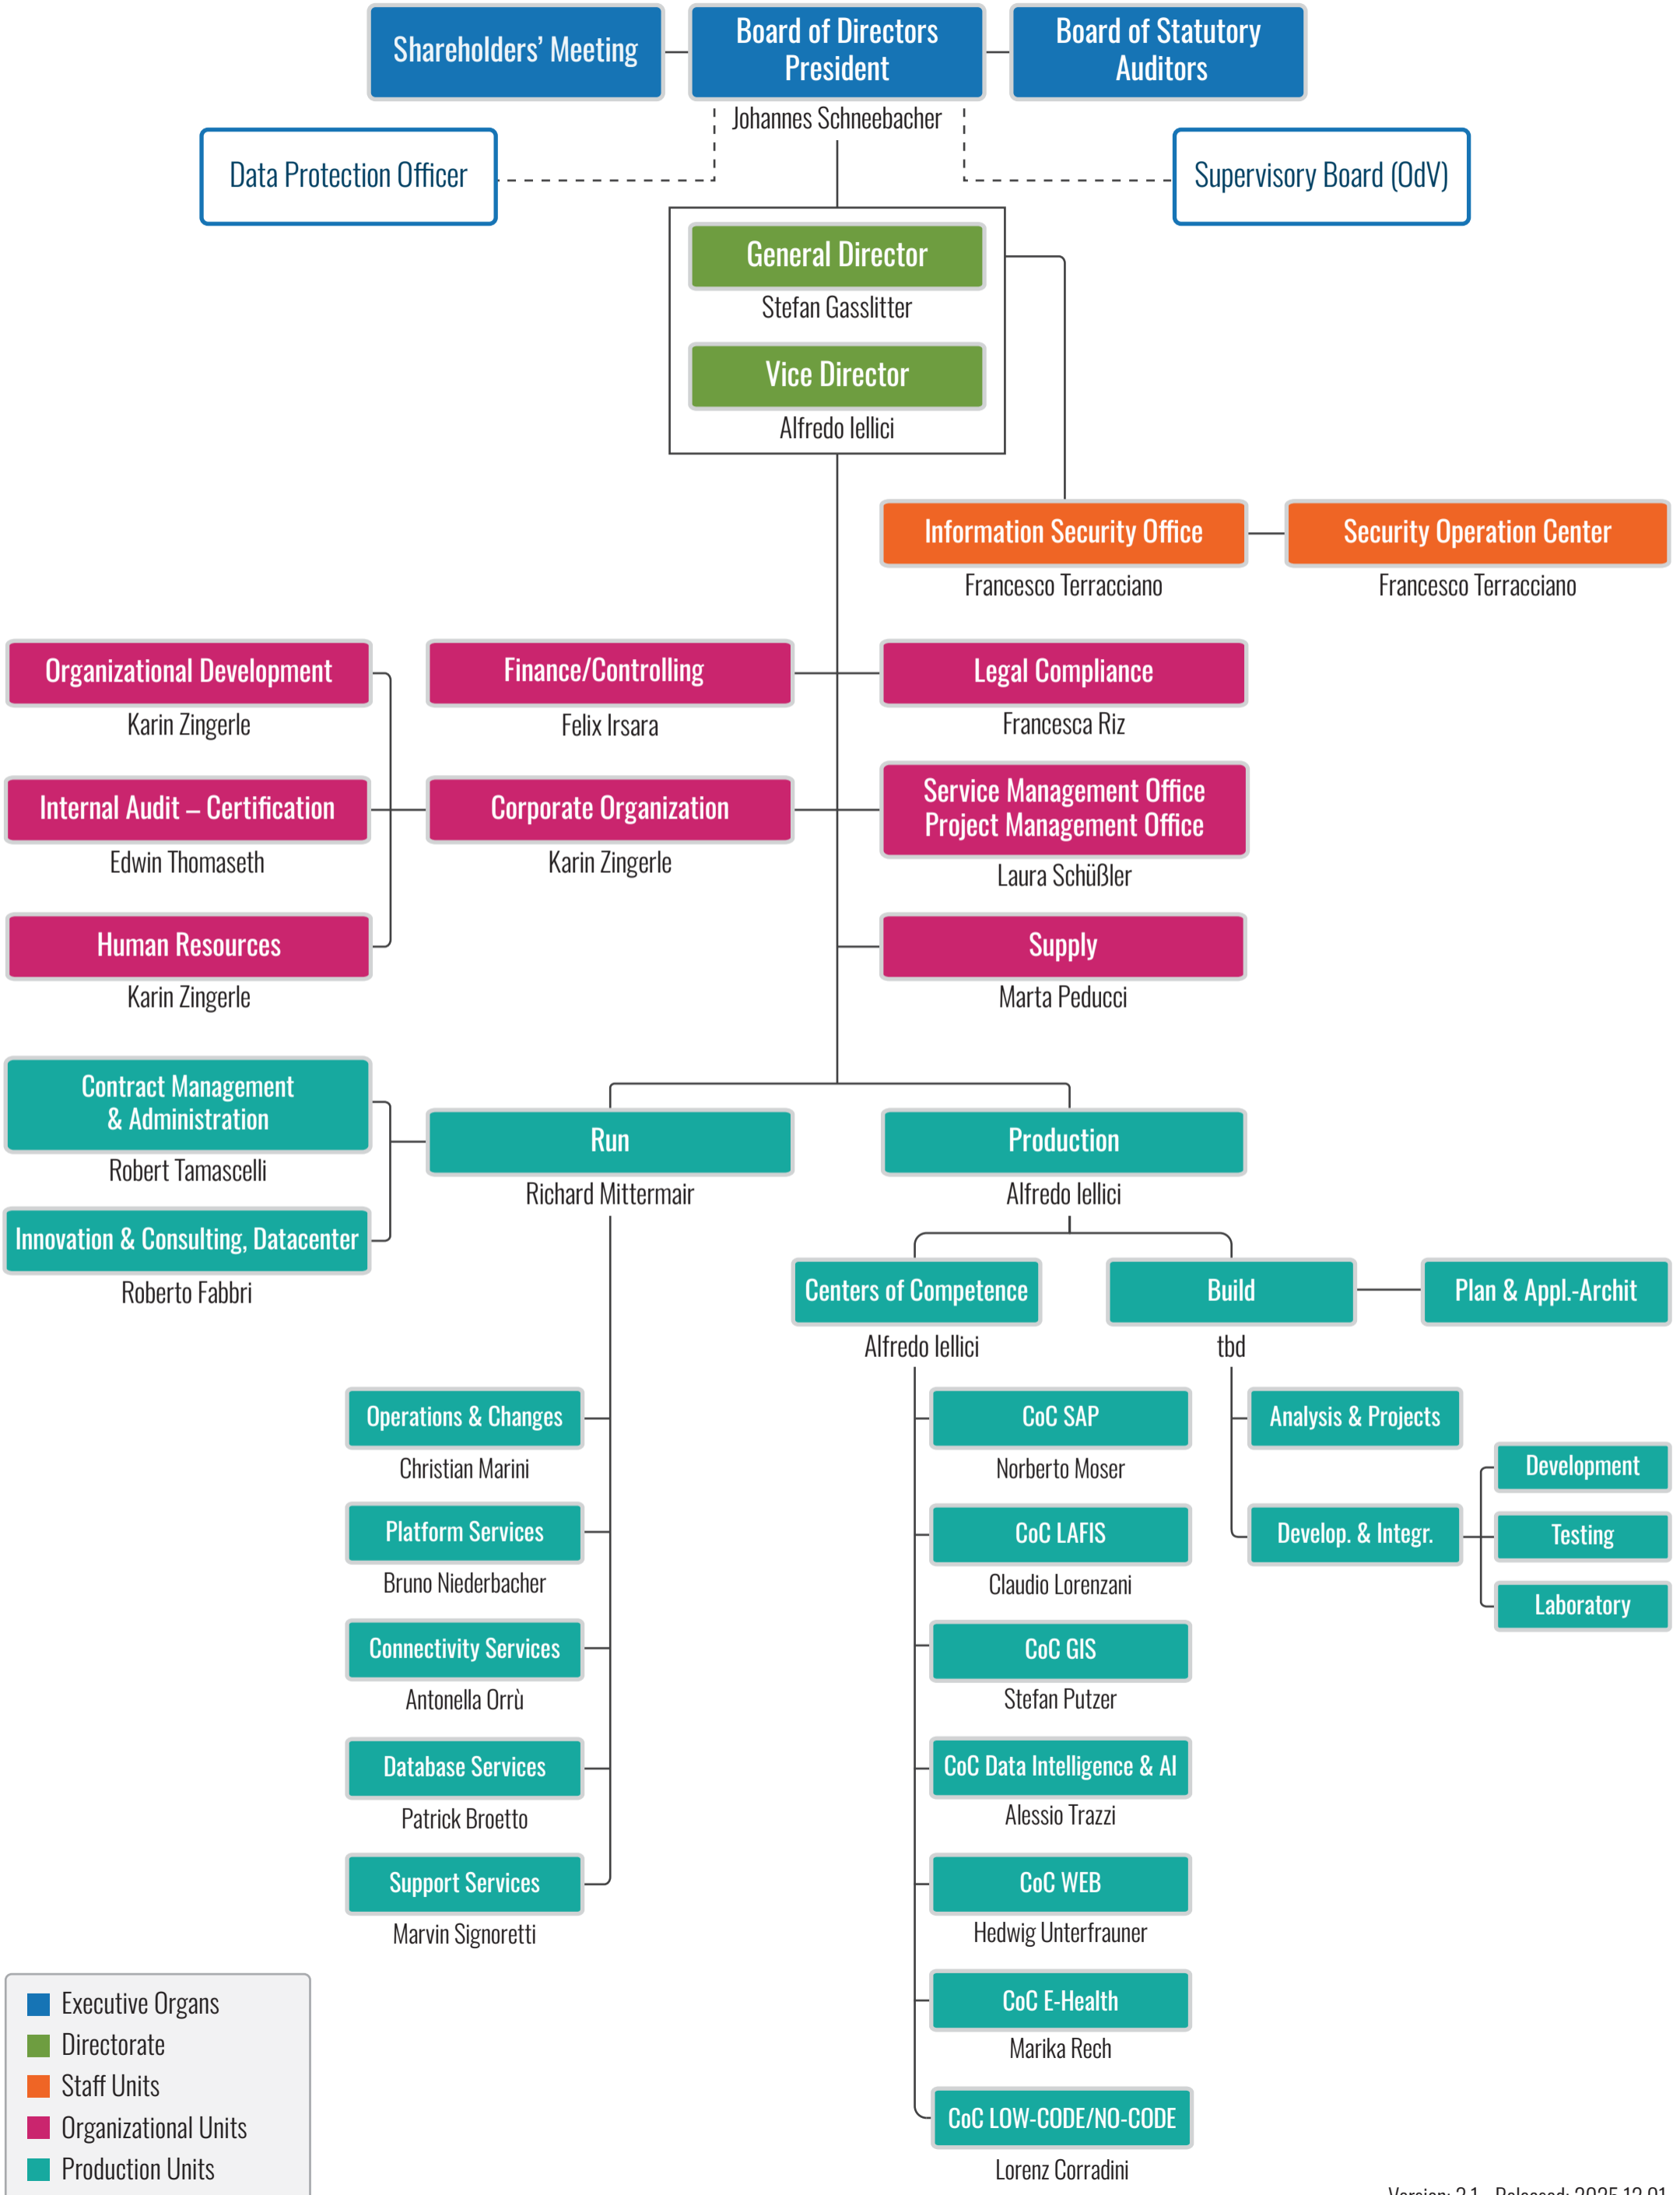 Shareholders’ Meeting
Board of Directors
President
Board of Statutory
Auditors
Johannes Schneebacher
Data Protection Officer
Supervisory Board (OdV)
General Director
Stefan Gasslitter
Vice Director
Alfredo Iellici
Information Security Office
Francesco Terracciano
Security Operation Center
Francesco Terracciano
Organizational Development
Karin Zingerle
Finance/Controlling
Felix Irsara
Legal Compliance
Francesca Riz
Internal Audit – Certification
Edwin Thomaseth
Corporate Organization
Karin Zingerle
Service Management Office
Project Management Office
Laura Schüßler
Human Resources
Karin Zingerle
Supply
Marta Peducci
Contract Management
& Administration
Robert Tamascelli
Run
Richard Mittermair
Production
Alfredo Iellici
Innovation & Consulting, Datacenter
Roberto Fabbri
Centers of Competence
Alfredo Iellici
Build
tbd
Plan & Appl.-Archit
Operations & Changes
Christian Marini
Platform Services
Bruno Niederbacher
Connectivity Services
Antonella Orrù
Database Services
Patrick Broetto
Support Services
Marvin Signoretti
CoC SAP
Norberto Moser
CoC LAFIS
Claudio Lorenzani
CoC GIS
Stefan Putzer
CoC Data Intelligence & AI
Alessio Trazzi
CoC WEB
Hedwig Unterfrauner
CoC E-Health
Marika Rech
CoC LOW-CODE/NO-CODE
Lorenz Corradini
Analysis & Projects
Develop. & Integr.
Development
Testing
Laboratory
Executive Organs
Directorate
Staff Units
Organizational Units
Production Units
Version: 2.1 - Released: 2025.12.01